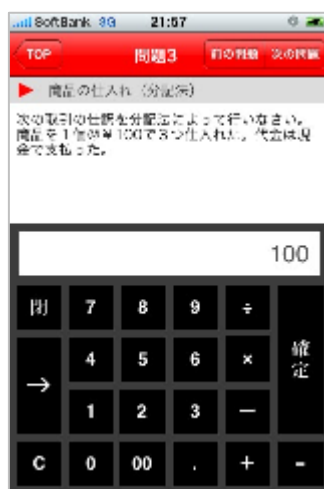 SoftBank 3G 21:57
TOP 問題3 前の問題 次の問題
商品の仕入れ（分記法）
次の取引の仕訳を分記法によって行いなさい。
商品を1個@¥100で3つ仕入れた。代金は現
金で支払った。
100
閉 7 8 9 ÷
4 5 6 × 確定
→
1 2 3 −
C 0 00 . + =